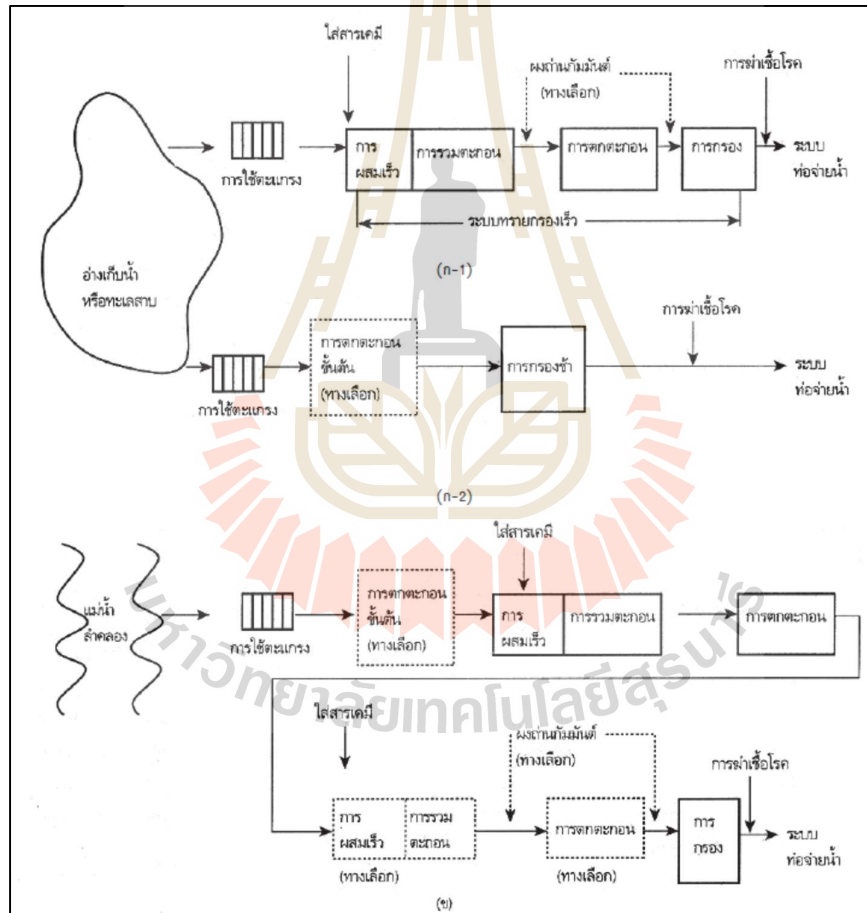 ใส่สารเคมี
ผงถ่านกัมมันต์
(ทางเลือก)
การฆ่าเชื้อโรค
การใช้ตะแกรง
การ
ผสมเร็ว
การรวมตะกอน
การตกตะกอน
การกรอง
ระบบ
ท่อจ่ายน้ำ
ระบบทรายกรองเร็ว
อ่างเก็บน้ำ
หรือทะเลสาบ
(ก-1)
การใช้ตะแกรง
การตกตะกอน
ขั้นต้น
(ทางเลือก)
การกรองช้า
การฆ่าเชื้อโรค
ระบบ
ท่อจ่ายน้ำ
(ก-2)
แม่น้ำ
ลำคลอง
การใช้ตะแกรง
การตกตะกอน
ขั้นต้น
(ทางเลือก)
ใส่สารเคมี
การ
ผสมเร็ว
การรวมตะกอน
การตกตะกอน
มหาวิทยาลัยเทคโนโลยีสุรนารี
ใส่สารเคมี
การ
ผสมเร็ว
การรวม
ตะกอน
(ทางเลือก)
ผงถ่านกัมมันต์
(ทางเลือก)
การตกตะกอน
(ทางเลือก)
การ
กรอง
การฆ่าเชื้อโรค
ระบบ
ท่อจ่ายน้ำ
(ข)